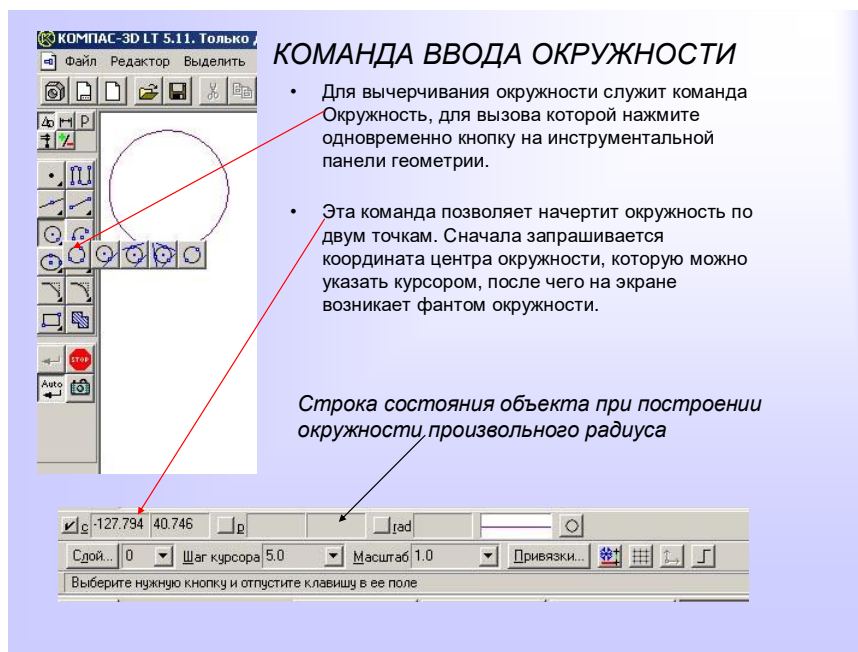 КОМПАС-3D LT 5.11. Только д
Файл Редактор Выделить
P
STOP
Auto
КОМАНДА ВВОДА ОКРУЖНОСТИ
• Для вычерчивания окружности служит команда
Окружность, для вызова которой нажмите
одновременно кнопку на инструментальной
панели геометрии.
• Эта команда позволяет начертит окружность по
двум точкам. Сначала запрашивается
координата центра окружности, которую можно
указать курсором, после чего на экране
возникает фантом окружности.
Строка состояния объекта при построении
окружности произвольного радиуса
c -127.794 40.746 p rad
Слой... 0 Шаг курсора 5.0 Масштаб 1.0 Привязки...
Выберите нужную кнопку и отпустите клавишу в ее поле